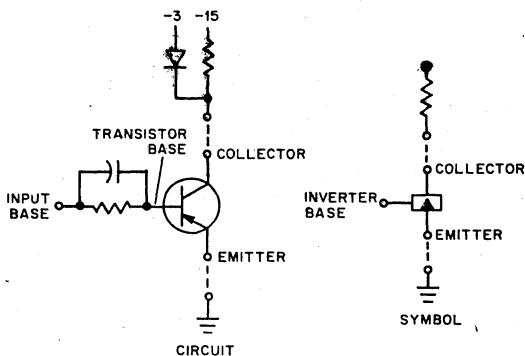 -3 -15
TRANSISTOR
BASE
COLLECTOR
INPUT
BASE
EMITTER
CIRCUIT
COLLECTOR
INVERTER
BASE
EMITTER
SYMBOL